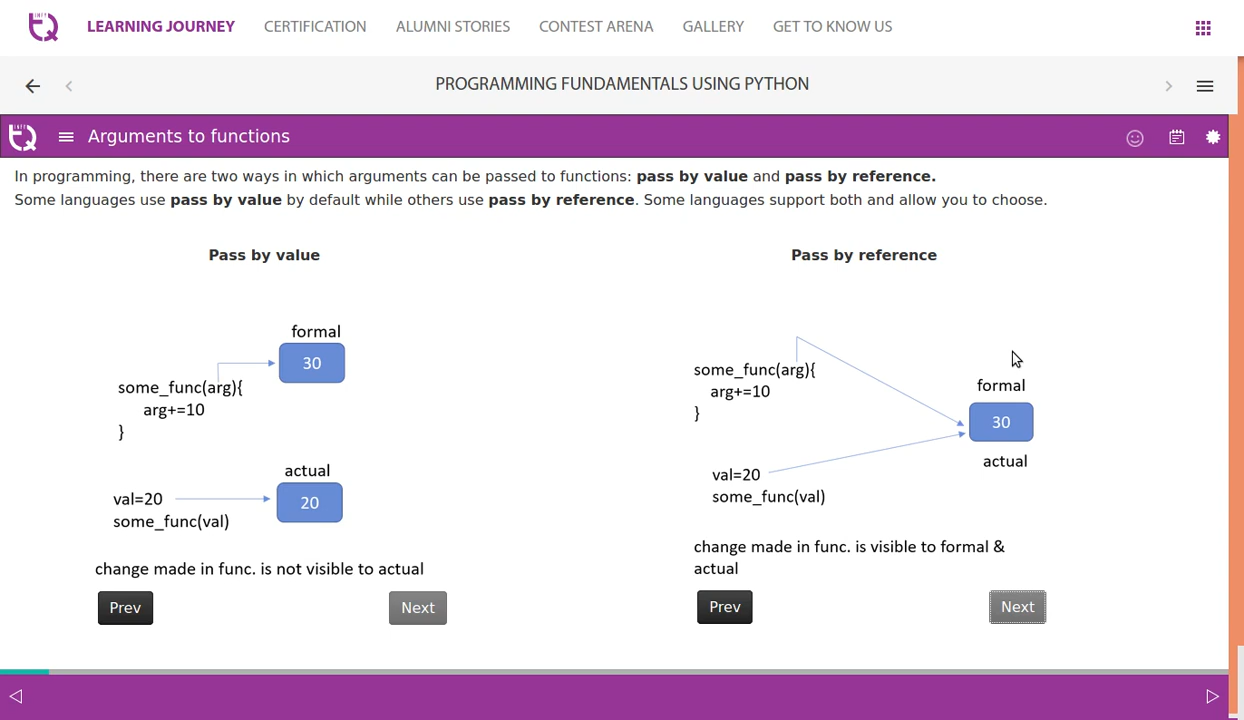 LEARNING JOURNEY CERTIFICATION ALUMNI STORIES CONTEST ARENA GALLERY GET TO KNOW US
PROGRAMMING FUNDAMENTALS USING PYTHON
Arguments to functions
In programming, there are two ways in which arguments can be passed to functions: pass by value and pass by reference.
Some languages use pass by value by default while others use pass by reference. Some languages support both and allow you to choose.
Pass by value
formal
30
some_func(arg){
arg+=10
}
actual
val=20
20
some_func(val)
change made in func. is not visible to actual
Prev Next
Pass by reference
some_func(arg){
arg+=10
}
formal
30
actual
val=20
some_func(val)
change made in func. is visible to formal &
actual
Prev Next